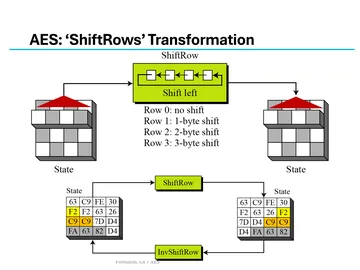 AES: ‘ShiftRows’ Transformation
ShiftRow
Shift left
Row 0: no shift
Row 1: 1-byte shift
Row 2: 2-byte shift
Row 3: 3-byte shift
State
State
State
63 C9 FE 30
F2 F2 63 26
C9 C9 7D D4
FA 63 82 D4
ShiftRow
InvShiftRow
State
63 C9 FE 30
F2 63 26 F2
7D D4 C9 C9
D4 FA 63 82